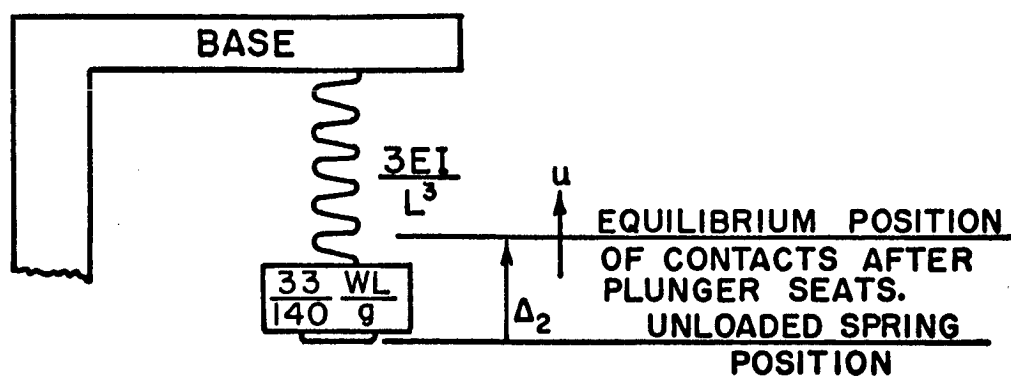 BASE
3EI
L³
u
EQUILIBRIUM POSITION
OF CONTACTS AFTER
PLUNGER SEATS.
33 WL
140 g
Δ₂
UNLOADED SPRING
POSITION